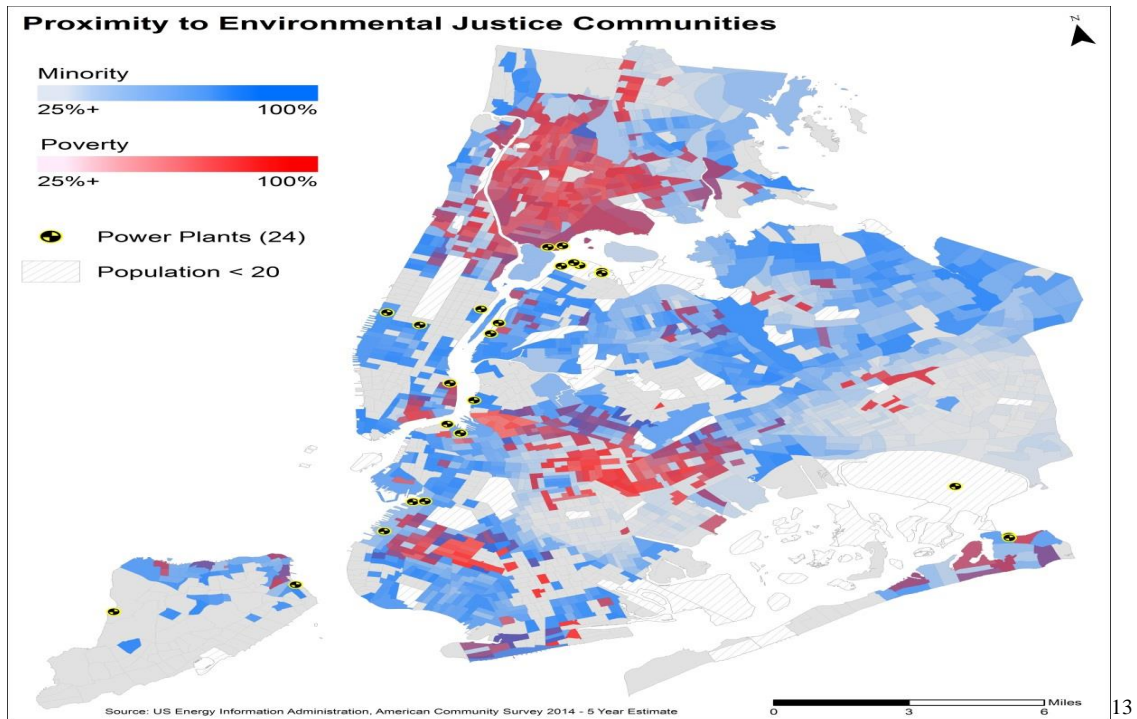 Proximity to Environmental Justice Communities
N
Minority
25%+ 100%
Poverty
25%+ 100%
Power Plants (24)
Population < 20
Miles
0 3 6
Source: US Energy Information Administration, American Community Survey 2014 - 5 Year Estimate
13